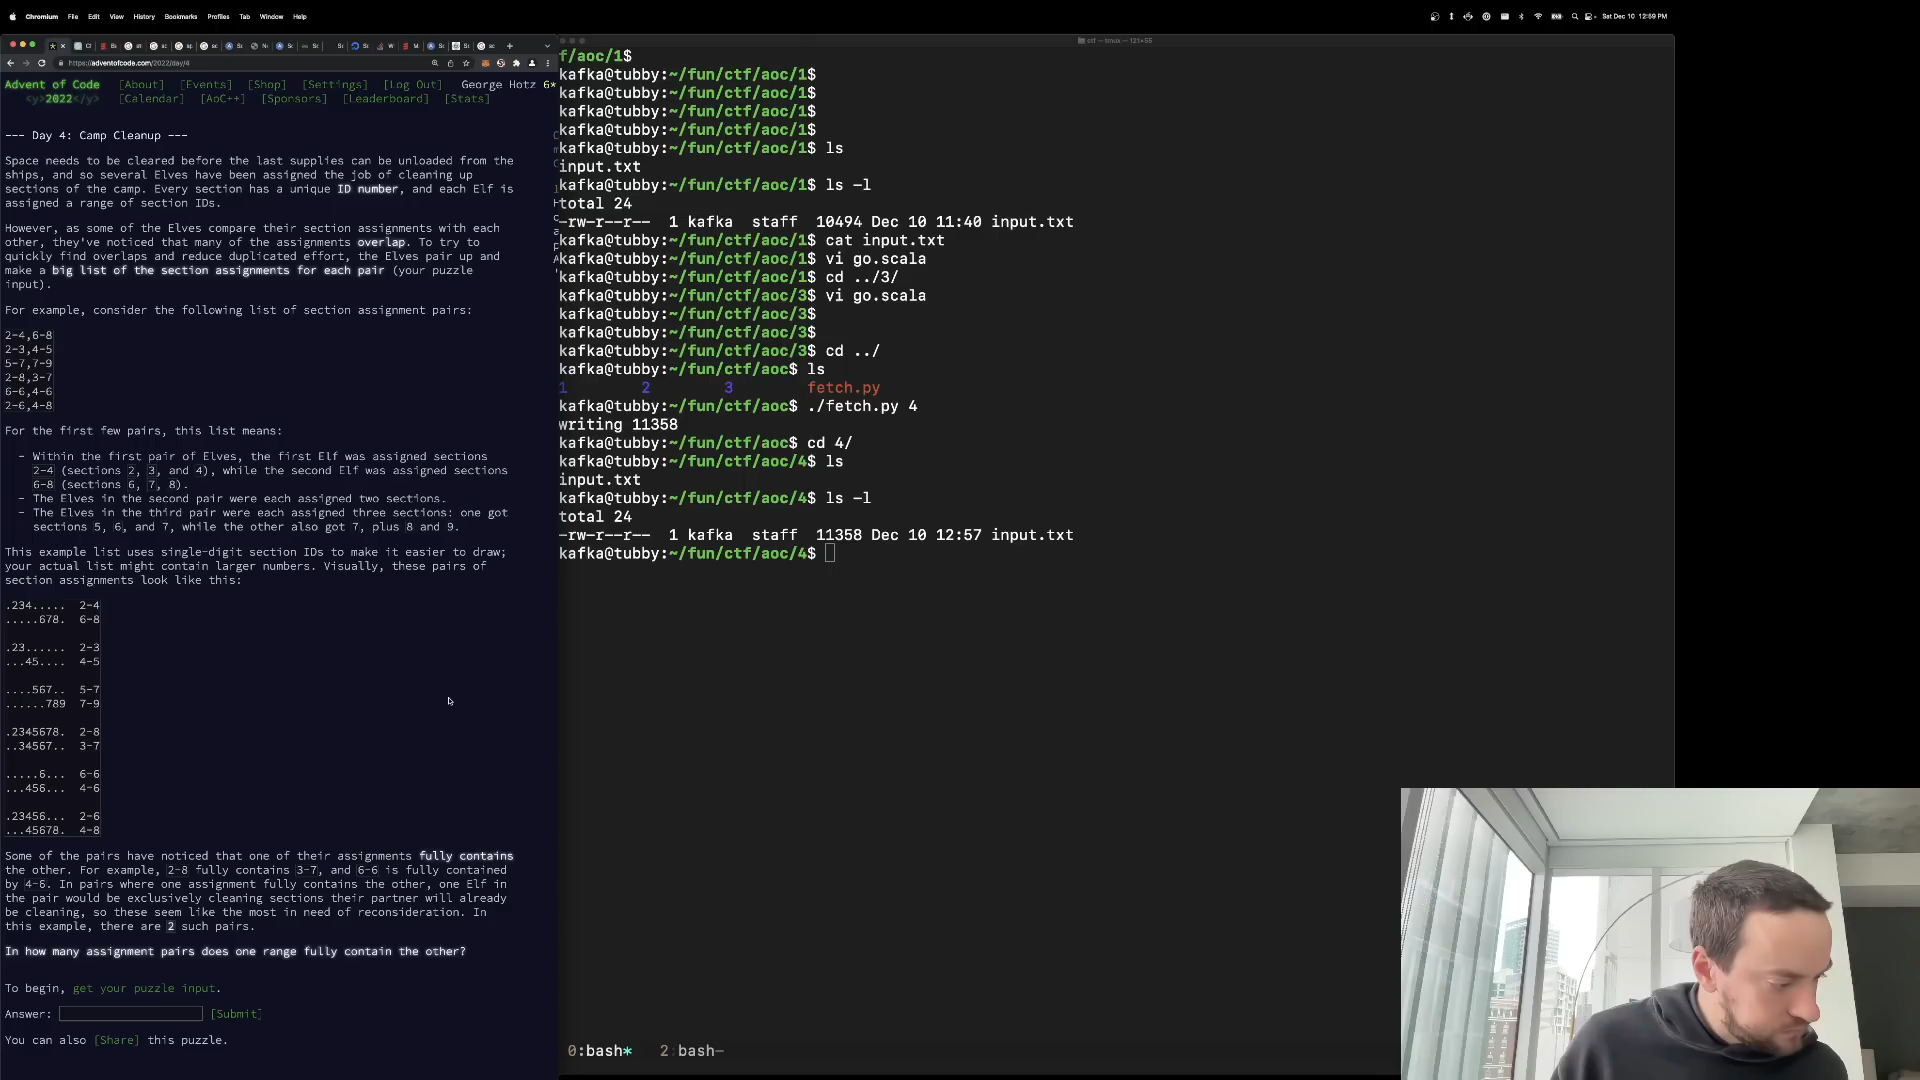 Chromium File Edit View History Bookmarks Profiles Tab Window Help
Sat Dec 10 12:59 PM
https://adventofcode.com/2022/day/4
ctf — tmux — 121×55
Advent of Code [About] [Events] [Shop] [Settings] [Log Out] George Hotz 6*
<y>2022</y> [Calendar] [AoC++] [Sponsors] [Leaderboard] [Stats]
--- Day 4: Camp Cleanup ---
Space needs to be cleared before the last supplies can be unloaded from the
ships, and so several Elves have been assigned the job of cleaning up
sections of the camp. Every section has a unique ID number, and each Elf is
assigned a range of section IDs.
However, as some of the Elves compare their section assignments with each
other, they've noticed that many of the assignments overlap. To try to
quickly find overlaps and reduce duplicated effort, the Elves pair up and
make a big list of the section assignments for each pair (your puzzle
input).
For example, consider the following list of section assignment pairs:
2-4,6-8
2-3,4-5
5-7,7-9
2-8,3-7
6-6,4-6
2-6,4-8
For the first few pairs, this list means:
- Within the first pair of Elves, the first Elf was assigned sections
2-4 (sections 2, 3, and 4), while the second Elf was assigned sections
6-8 (sections 6, 7, 8).
- The Elves in the second pair were each assigned two sections.
- The Elves in the third pair were each assigned three sections: one got
sections 5, 6, and 7, while the other also got 7, plus 8 and 9.
This example list uses single-digit section IDs to make it easier to draw;
your actual list might contain larger numbers. Visually, these pairs of
section assignments look like this:
.234..... 2-4
.....678. 6-8
.23...... 2-3
...45.... 4-5
....567.. 5-7
......789 7-9
.2345678. 2-8
..34567.. 3-7
.....6... 6-6
...456... 4-6
.23456... 2-6
...45678. 4-8
Some of the pairs have noticed that one of their assignments fully contains
the other. For example, 2-8 fully contains 3-7, and 6-6 is fully contained
by 4-6. In pairs where one assignment fully contains the other, one Elf in
the pair would be exclusively cleaning sections their partner will already
be cleaning, so these seem like the most in need of reconsideration. In
this example, there are 2 such pairs.
In how many assignment pairs does one range fully contain the other?
To begin, get your puzzle input.
Answer: [Submit]
You can also [Share] this puzzle.
f/aoc/1$
kafka@tubby:~/fun/ctf/aoc/1$
kafka@tubby:~/fun/ctf/aoc/1$
kafka@tubby:~/fun/ctf/aoc/1$
kafka@tubby:~/fun/ctf/aoc/1$
kafka@tubby:~/fun/ctf/aoc/1$ ls
input.txt
kafka@tubby:~/fun/ctf/aoc/1$ ls -l
total 24
-rw-r--r-- 1 kafka staff 10494 Dec 10 11:40 input.txt
kafka@tubby:~/fun/ctf/aoc/1$ cat input.txt
kafka@tubby:~/fun/ctf/aoc/1$ vi go.scala
kafka@tubby:~/fun/ctf/aoc/1$ cd ../3/
kafka@tubby:~/fun/ctf/aoc/3$ vi go.scala
kafka@tubby:~/fun/ctf/aoc/3$
kafka@tubby:~/fun/ctf/aoc/3$
kafka@tubby:~/fun/ctf/aoc/3$ cd ../
kafka@tubby:~/fun/ctf/aoc$ ls
1 2 3 fetch.py
kafka@tubby:~/fun/ctf/aoc$ ./fetch.py 4
writing 11358
kafka@tubby:~/fun/ctf/aoc$ cd 4/
kafka@tubby:~/fun/ctf/aoc/4$ ls
input.txt
kafka@tubby:~/fun/ctf/aoc/4$ ls -l
total 24
-rw-r--r-- 1 kafka staff 11358 Dec 10 12:57 input.txt
kafka@tubby:~/fun/ctf/aoc/4$
0:bash* 2:bash-